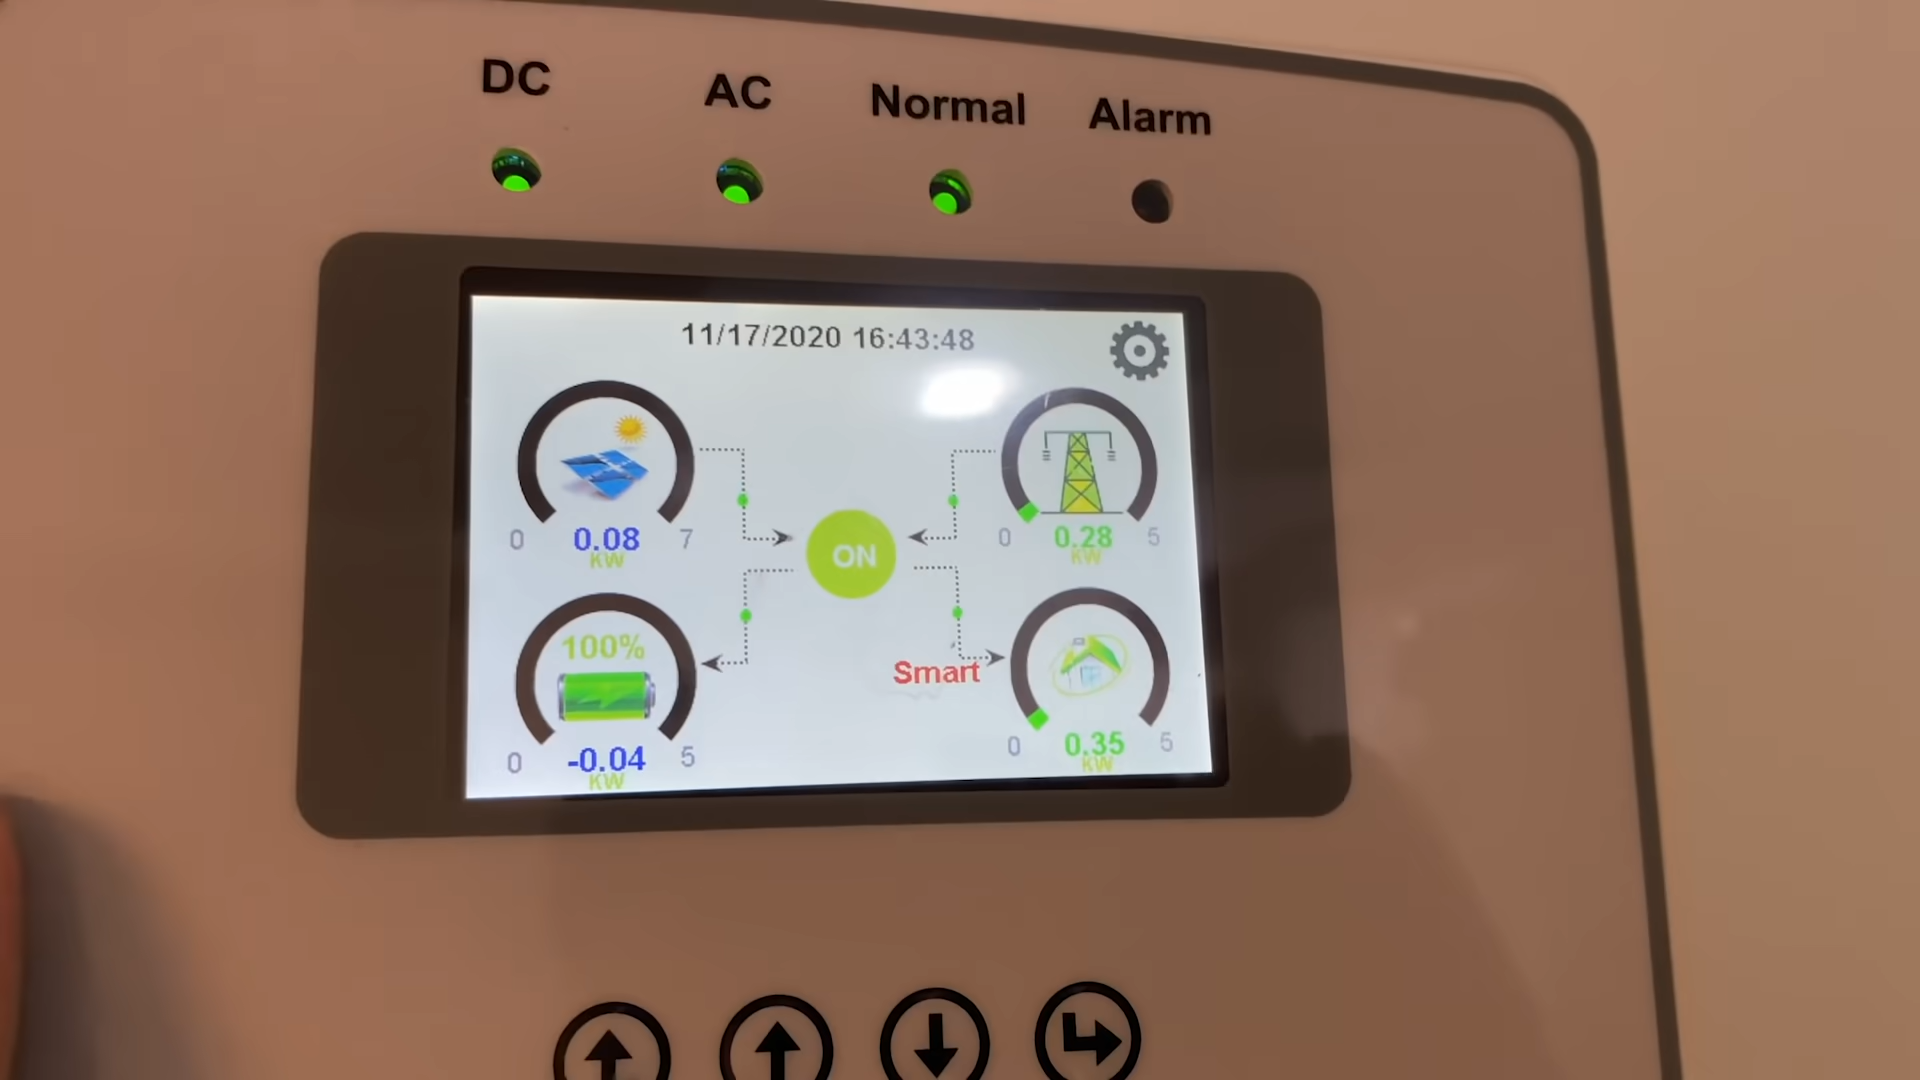 DC AC Normal Alarm
11/17/2020 16:43:48
0 0.08 7
KW
0 0.28 5
KW
ON
100%
0 -0.04 5
KW
Smart
0 0.35 5
KW